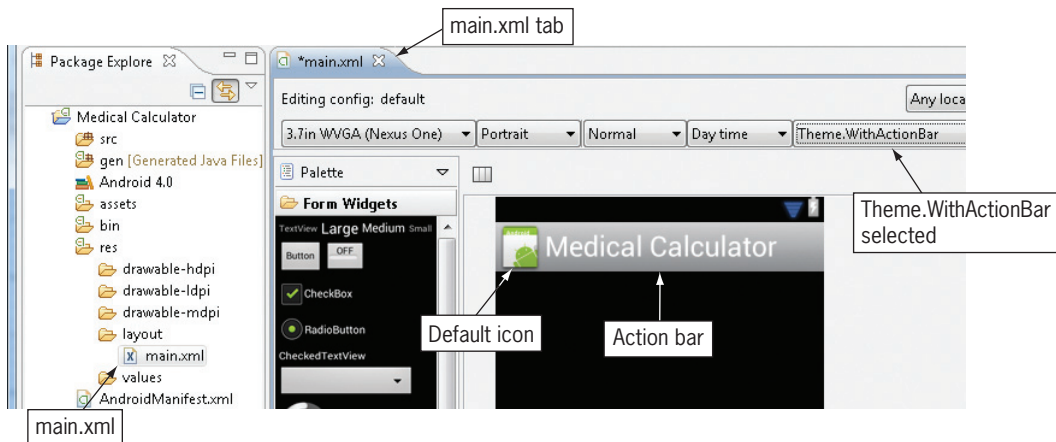 main.xml tab
Package Explore
*main.xml
Editing config: default
Any loca
3.7in WVGA (Nexus One)
Portrait
Normal
Day time
Theme.WithActionBar
Medical Calculator
src
gen [Generated Java Files]
Android 4.0
assets
bin
res
drawable-hdpi
drawable-ldpi
drawable-mdpi
layout
main.xml
values
AndroidManifest.xml
main.xml
Palette
Form Widgets
TextView Large Medium Small
Button
OFF
CheckBox
RadioButton
CheckedTextView
Android
Medical Calculator
Default icon
Action bar
Theme.WithActionBar
selected